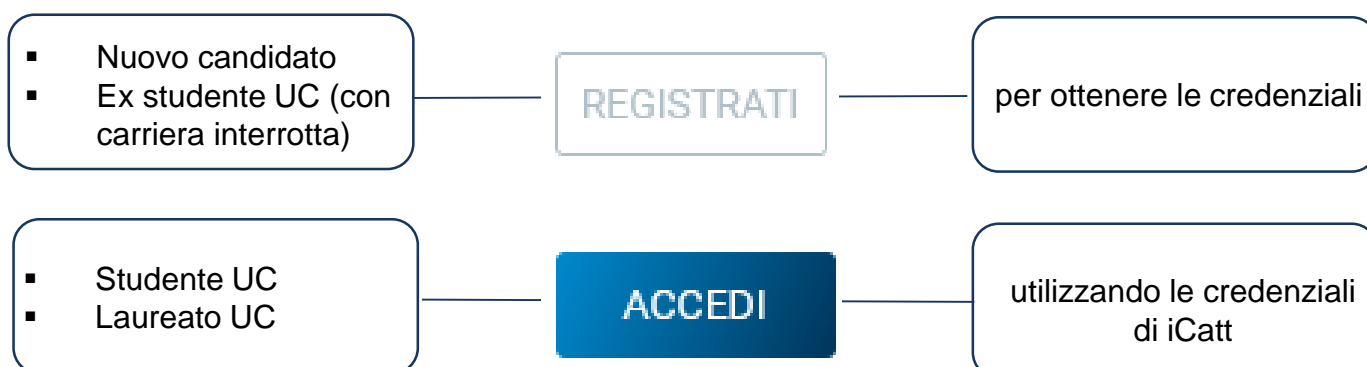 ▪ Nuovo candidato
▪ Ex studente UC (con
carriera interrotta)
REGISTRATI
per ottenere le credenziali
▪ Studente UC
▪ Laureato UC
ACCEDI
utilizzando le credenziali
di iCatt